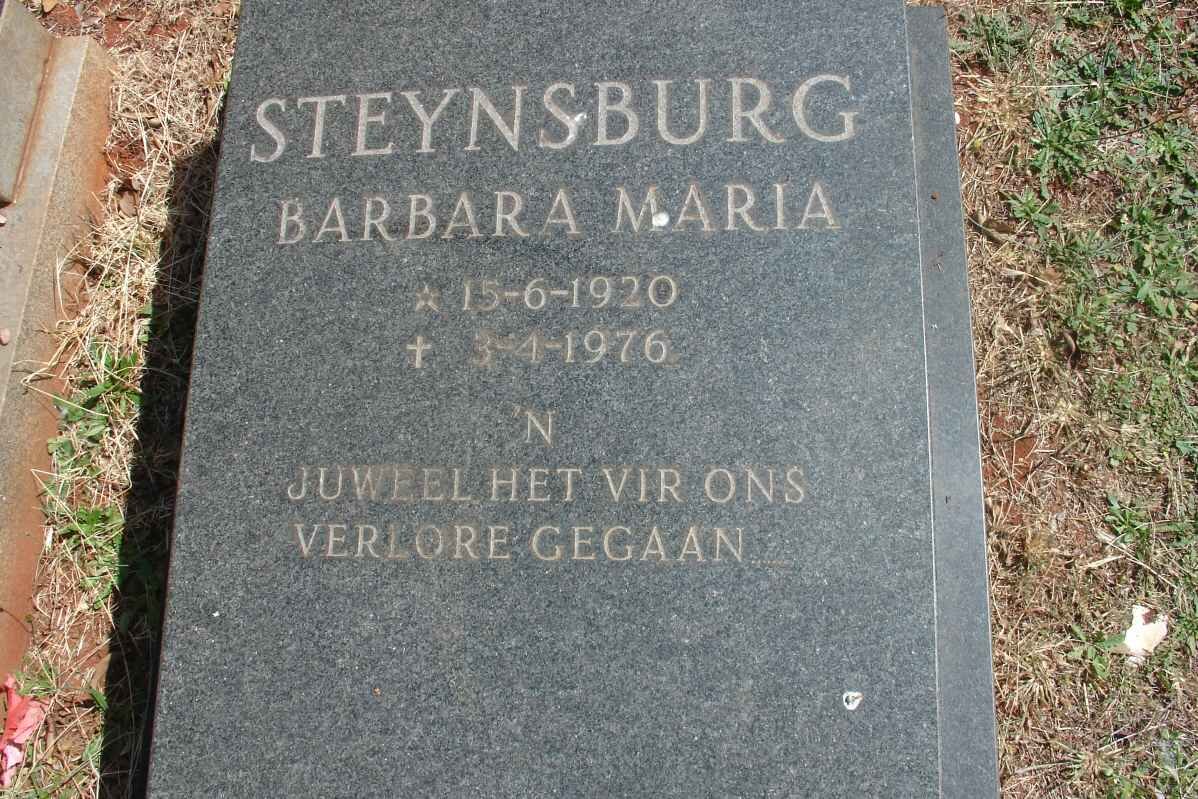 STEYNSBURG
BARBARA MARIA
☆ 15-6-1920
✝ 3-4-1976
'N
JUWEEL HET VIR ONS
VERLORE GEGAAN....